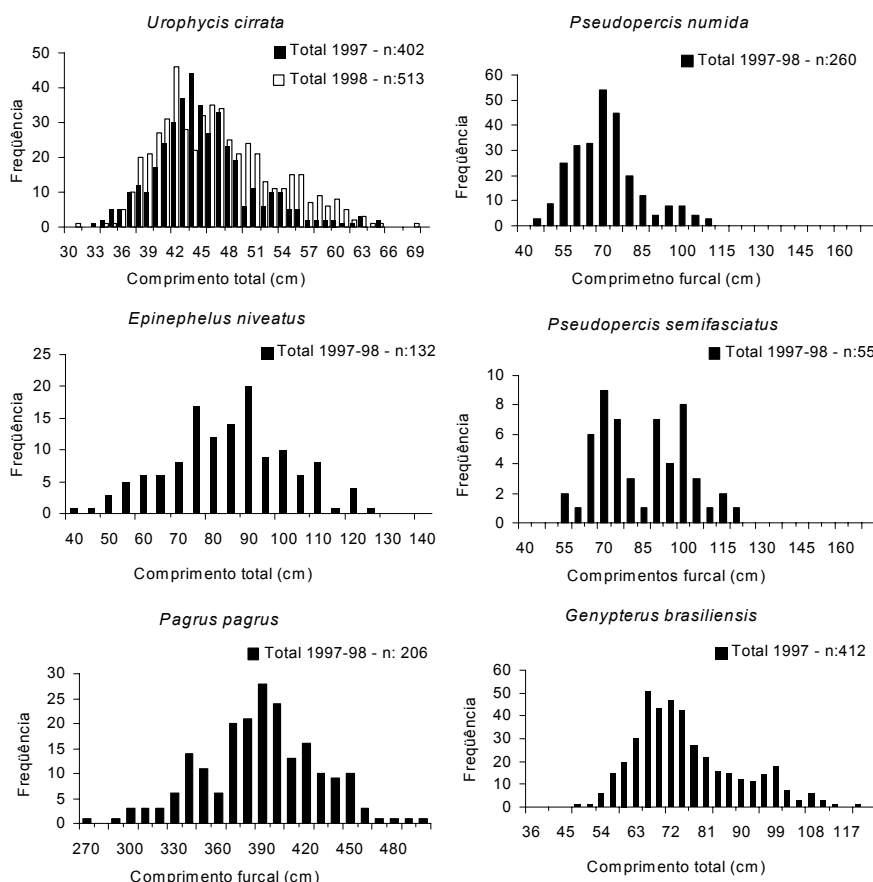 Urophycis cirrata
Total 1997 - n:402
Total 1998 - n:513
Freqüência
50
40
30
20
10
0
30 33 36 39 42 45 48 51 54 57 60 63 66 69
Comprimento total (cm)
Pseudopercis numida
Total 1997-98 - n:260
Freqüência
60
50
40
30
20
10
0
40 55 70 85 100 115 130 145 160
Comprimetno furcal (cm)
Epinephelus niveatus
Total 1997-98 - n:132
Freqüência
25
20
15
10
5
0
40 50 60 70 80 90 100 110 120 130 140
Comprimento total (cm)
Pseudopercis semifasciatus
Total 1997-98 - n:55
Freqüência
10
8
6
4
2
0
40 55 70 85 100 115 130 145 160
Comprimentos furcal (cm)
Pagrus pagrus
Total 1997-98 - n: 206
Freqüência
30
25
20
15
10
5
0
270 300 330 360 390 420 450 480
Comprimento furcal (cm)
Genypterus brasiliensis
Total 1997 - n:412
Freqüência
60
50
40
30
20
10
0
36 45 54 63 72 81 90 99 108 117
Comprimento total (cm)